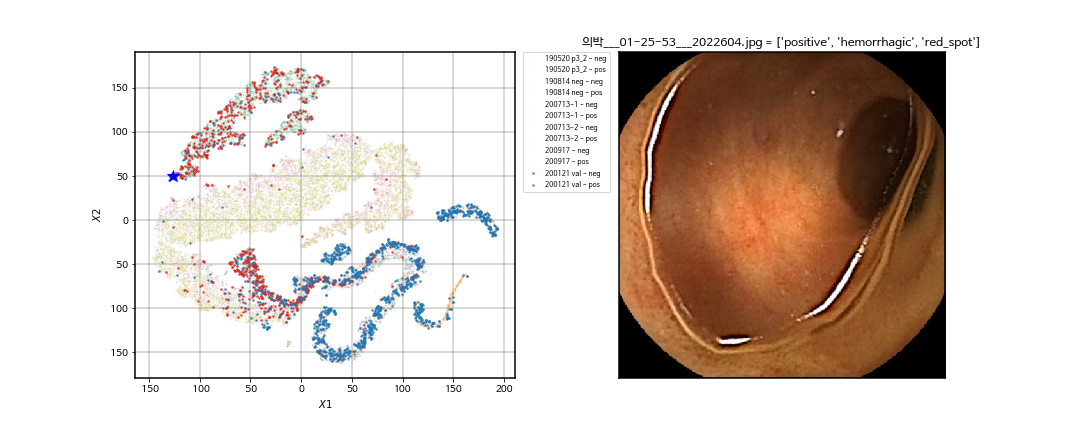 의박___01-25-53___2022604.jpg = ['positive', 'hemorrhagic', 'red_spot']
150
100
50
0
50
100
150
X2
150
100
50
0
50
100
150
200
X1
190520 p3_2 - neg
190520 p3_2 - pos
190814 neg - neg
190814 neg - pos
200713-1 - neg
200713-1 - pos
200713-2 - neg
200713-2 - pos
200917 - neg
200917 - pos
200121 val - neg
200121 val - pos